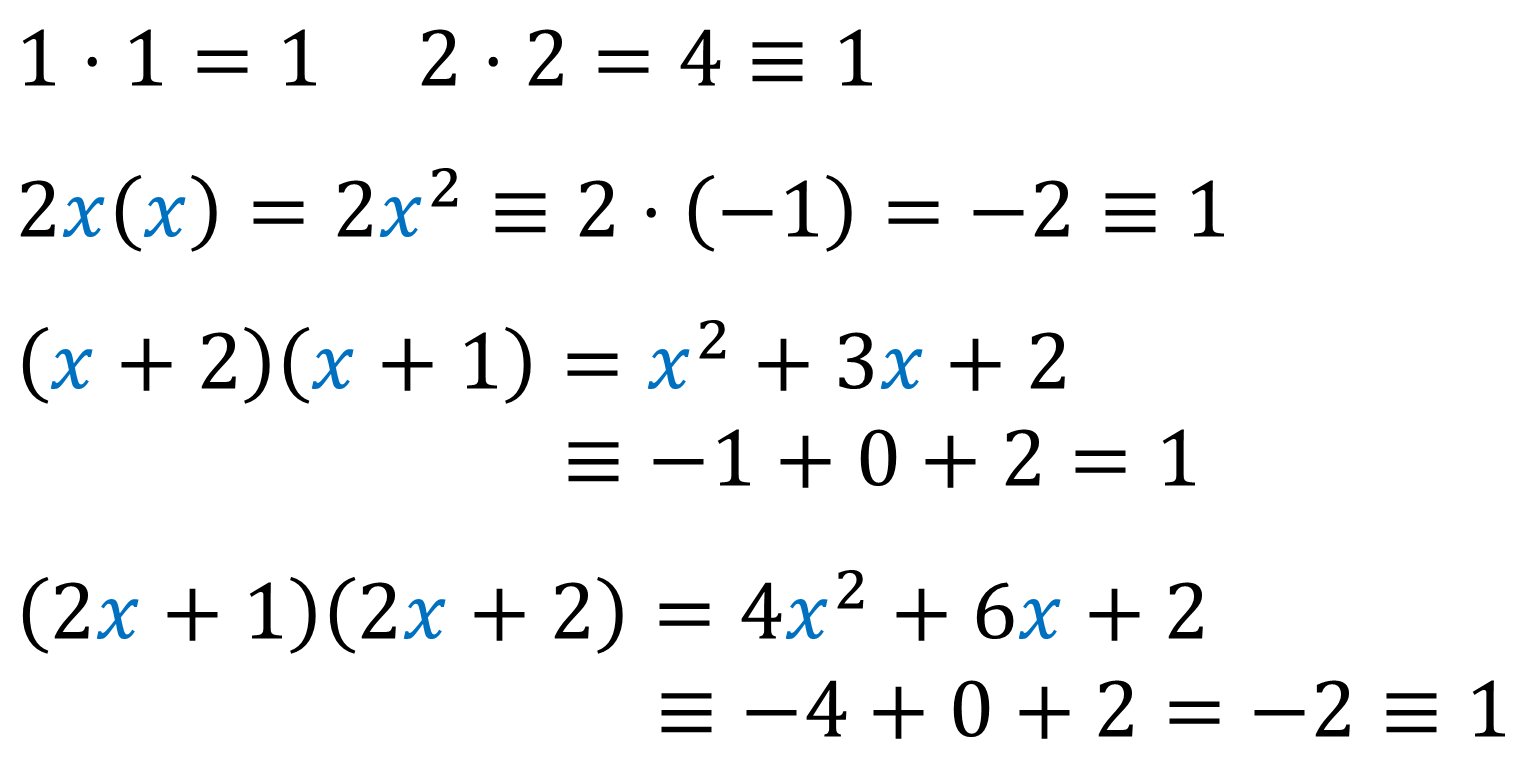 1 · 1 = 1 2 · 2 = 4 ≡ 1
2x(x) = 2x² ≡ 2 · (−1) = −2 ≡ 1
(x + 2)(x + 1) = x² + 3x + 2
≡ −1 + 0 + 2 = 1
(2x + 1)(2x + 2) = 4x² + 6x + 2
≡ −4 + 0 + 2 = −2 ≡ 1